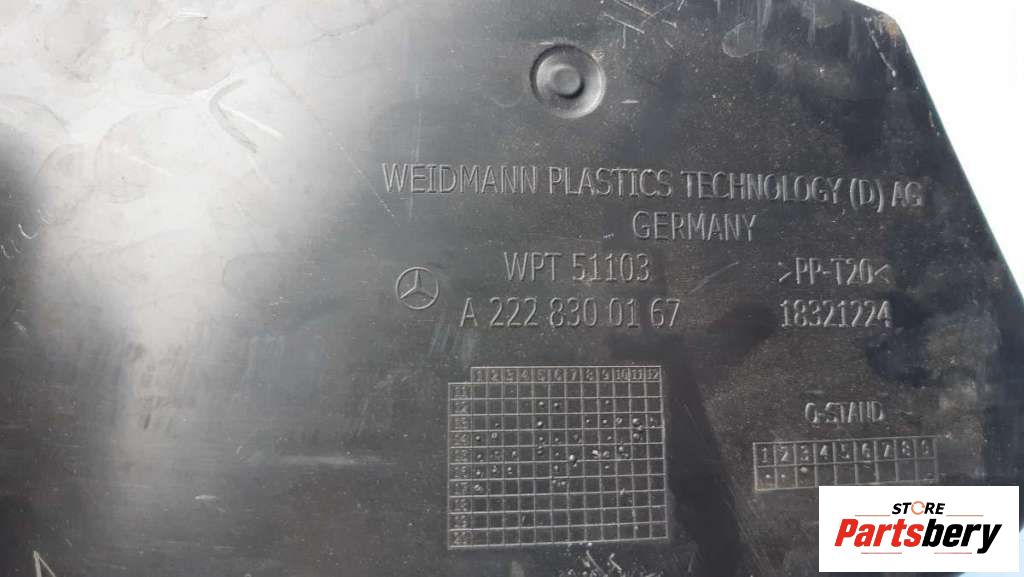 WEIDMANN PLASTICS TECHNOLOGY (D) AG
GERMANY
WPT 51103
>PP-T20<
A 222 830 01 67
18321224
1 2 3 4 5 6 7 8 9 10 11 12
Q-STAND
1 2 3 4 5 6 7 8 9
STORE
Partsbery